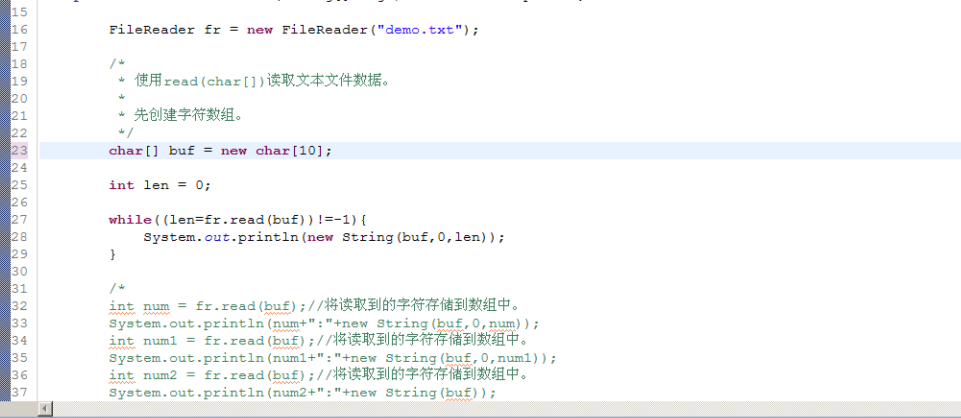 15
16 FileReader fr = new FileReader("demo.txt");
17
18 /*
19 * 使用read(char[])读取文本文件数据。
20 *
21 * 先创建字符数组。
22 */
23 char[] buf = new char[10];
24
25 int len = 0;
26
27 while((len=fr.read(buf))!=-1){
28 System.out.println(new String(buf,0,len));
29 }
30
31 /*
32 int num = fr.read(buf);//将读取到的字符存储到数组中。
33 System.out.println(num+":"+new String(buf,0,num));
34 int num1 = fr.read(buf);//将读取到的字符存储到数组中。
35 System.out.println(num1+":"+new String(buf,0,num1));
36 int num2 = fr.read(buf);//将读取到的字符存储到数组中。
37 System.out.println(num2+":"+new String(buf));